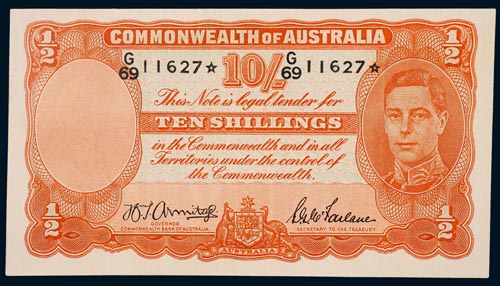 COMMONWEALTH OF AUSTRALIA
1/2 1/2
G/69 11627☆ G/69 11627☆
10/-
This Note is legal tender for
TEN SHILLINGS
in the Commonwealth and in all
Territories under the control of
the Commonwealth.
H.T. Armitage C. McFarlane
GOVERNOR SECRETARY TO THE TREASURY
COMMONWEALTH BANK OF AUSTRALIA.
1/2 1/2
AUSTRALIA